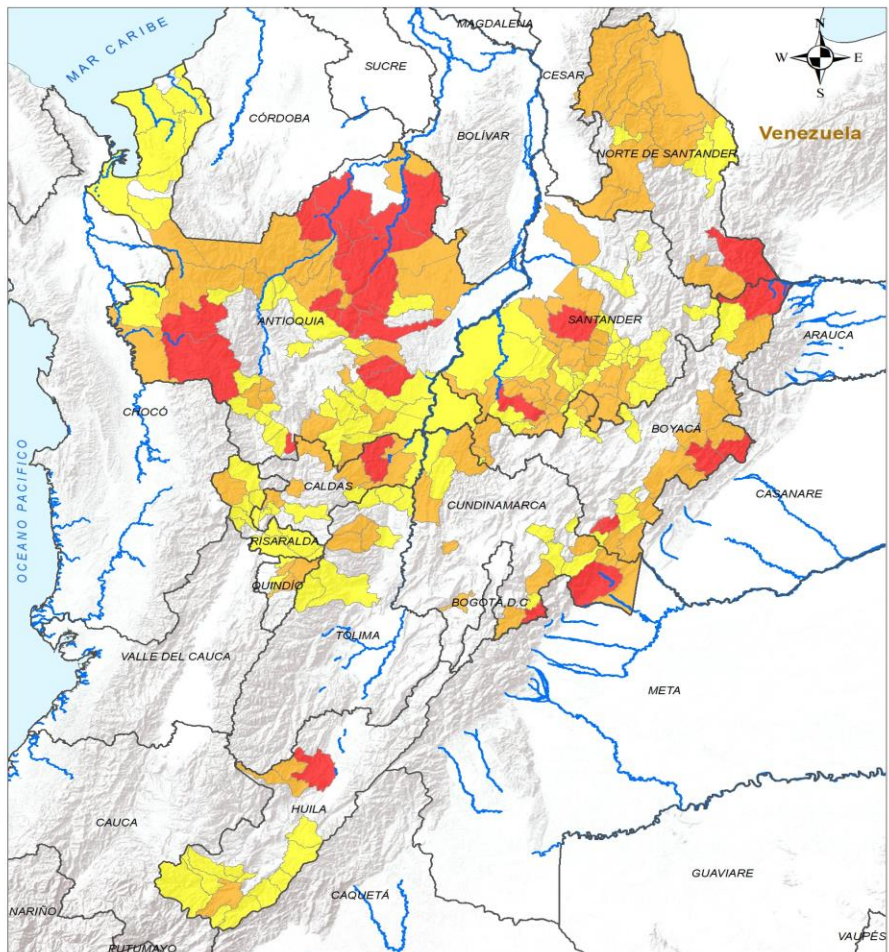 MAGDALENA
N
MAR CARIBE
SUCRE
W
E
CESAR
S
CÓRDOBA
BOLÍVAR
Venezuela
NORTE DE SANTANDER
ANTIOQUIA
SANTANDER
ARAUCA
CHOCÓ
BOYACÁ
OCEANO PACIFICO
CALDAS
CUNDINAMARCA
CASANARE
RISARALDA
QUINDÍO
BOGOTÁ,D,C
TOLIMA
VALLE DEL CAUCA
META
HUILA
CAUCA
GUAVIARE
CAQUETÁ
NARIÑO
VAUPÉS
PUTUMAYO